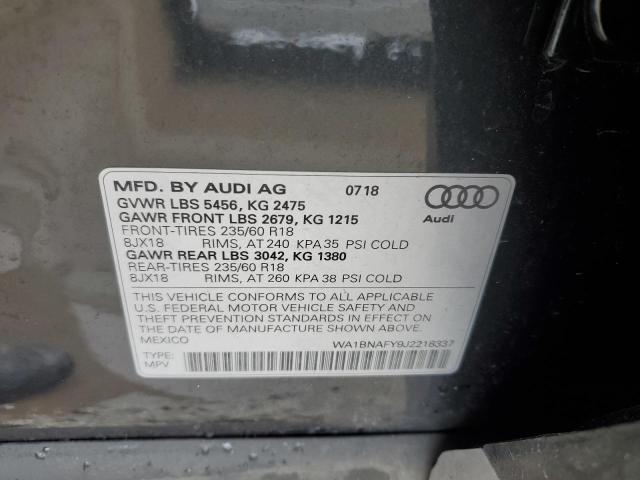 MFD. BY AUDI AG 07 18
GVWR LBS 5456, KG 2475
GAWR FRONT LBS 2679, KG 1215
FRONT-TIRES 235/60 R18
8JX18 RIMS, AT 240 KPA 35 PSI COLD
GAWR REAR LBS 3042, KG 1380
REAR-TIRES 235/60 R18
8JX18 RIMS, AT 260 KPA 38 PSI COLD
THIS VEHICLE CONFORMS TO ALL APPLICABLE
U.S. FEDERAL MOTOR VEHICLE SAFETY AND
THEFT PREVENTION STANDARDS IN EFFECT ON
THE DATE OF MANUFACTURE SHOWN ABOVE.
MEXICO WA1BNAFY9J2218337
TYPE:
MPV
Audi